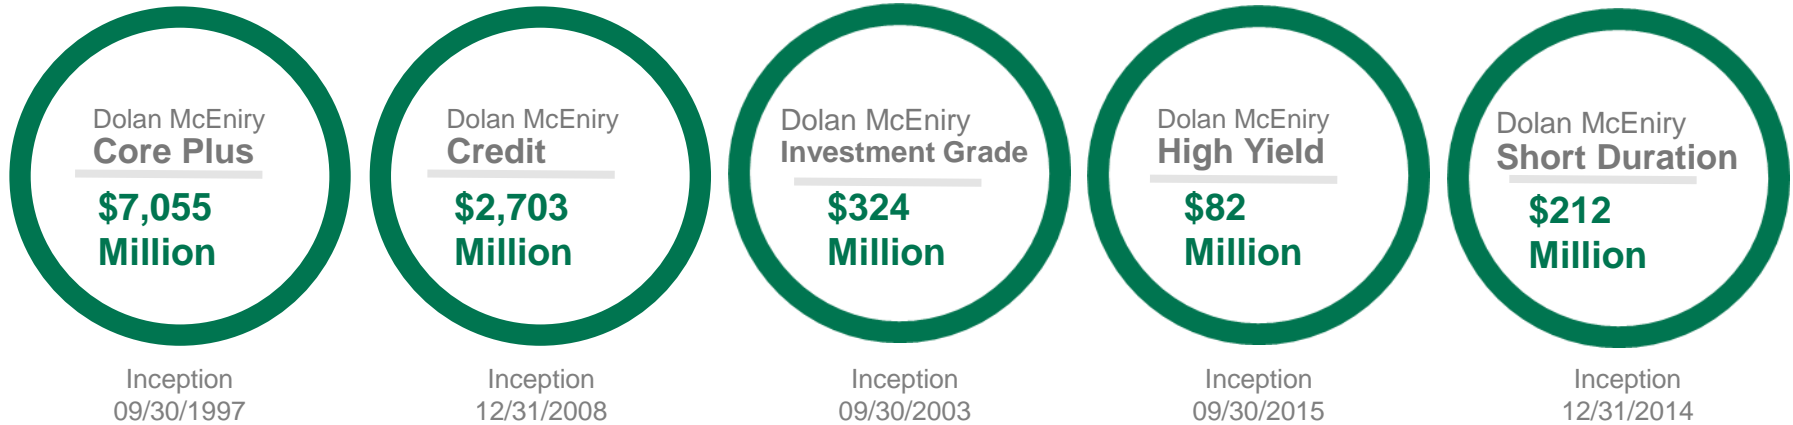 Dolan McEniry
Core Plus
$7,055
Million
Inception
09/30/1997
Dolan McEniry
Credit
$2,703
Million
Inception
12/31/2008
Dolan McEniry
Investment Grade
$324
Million
Inception
09/30/2003
Dolan McEniry
High Yield
$82
Million
Inception
09/30/2015
Dolan McEniry
Short Duration
$212
Million
Inception
12/31/2014